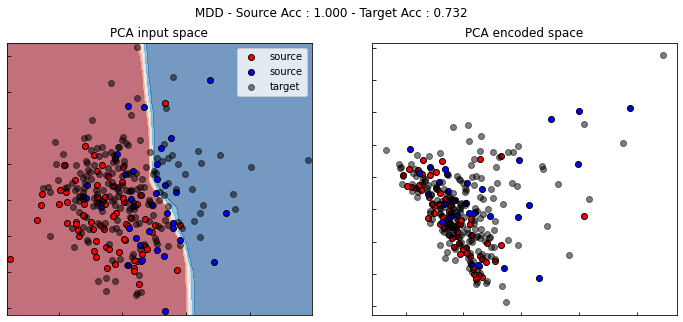 MDD - Source Acc : 1.000 - Target Acc : 0.732
PCA input space
PCA encoded space
source
source
target